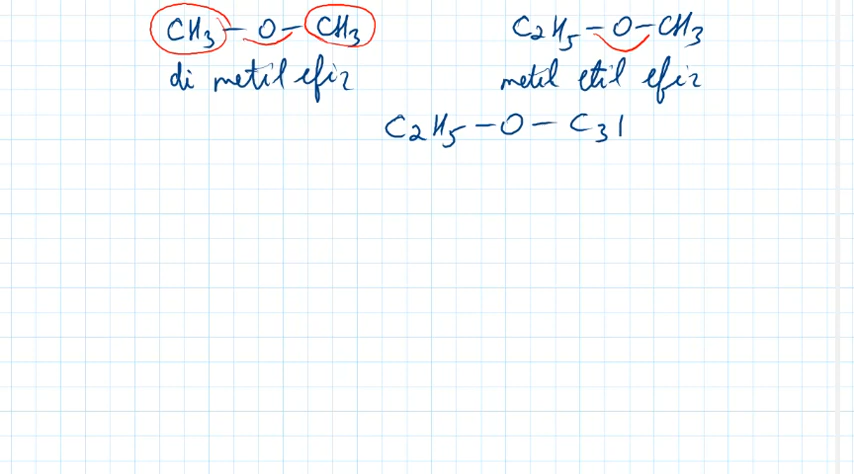 CH3 — O — CH3 C2H5 — O — CH3
di metil efir metil etil efir
C2H5 — O — C3